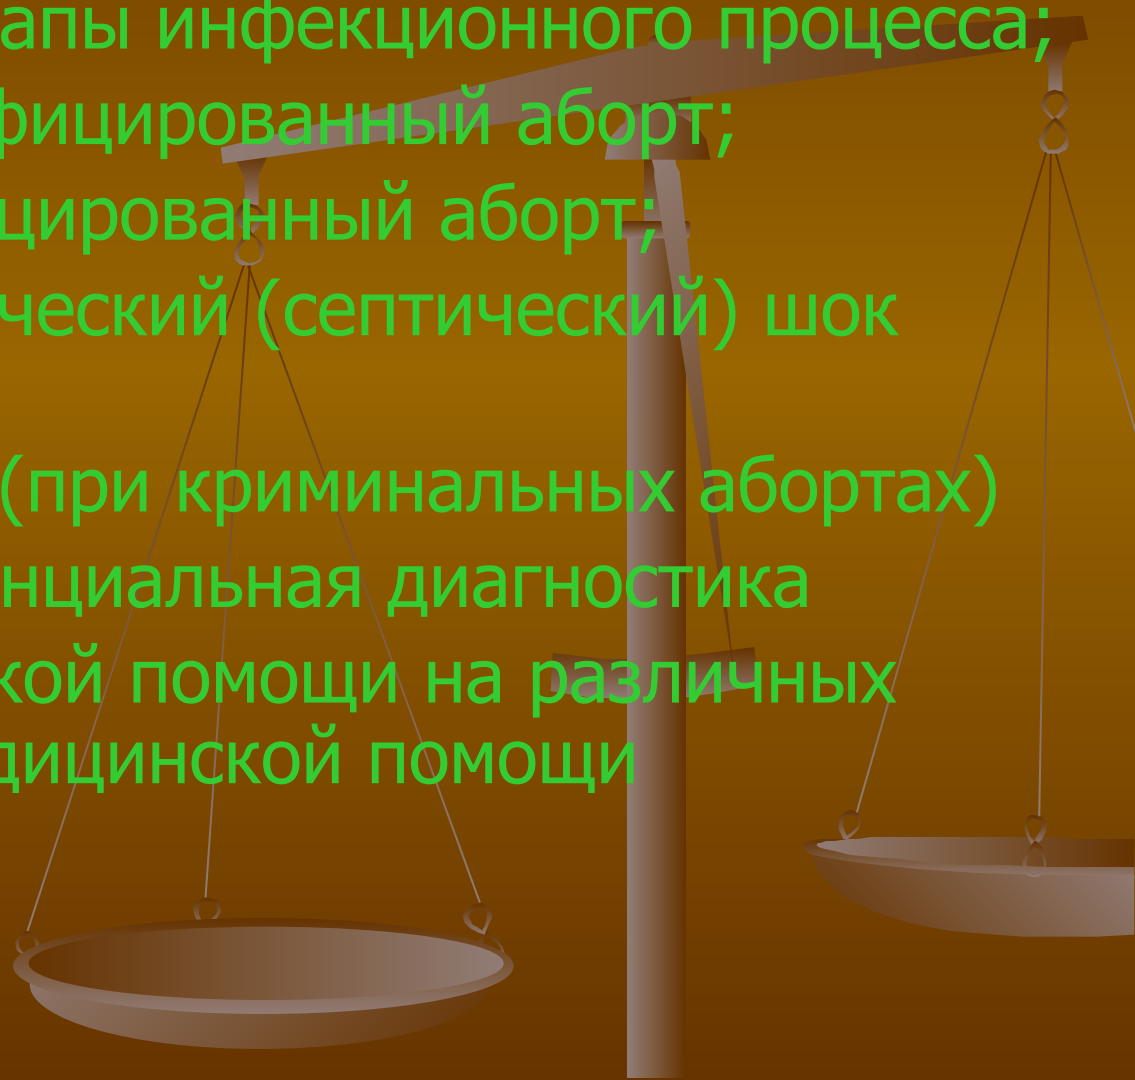 апы инфекционного процесса;
фицированный аборт;
цированный аборт;
ческий (септический) шок
(при криминальных абортах)
нциальная диагностика
кой помощи на различных
дицинской помощи